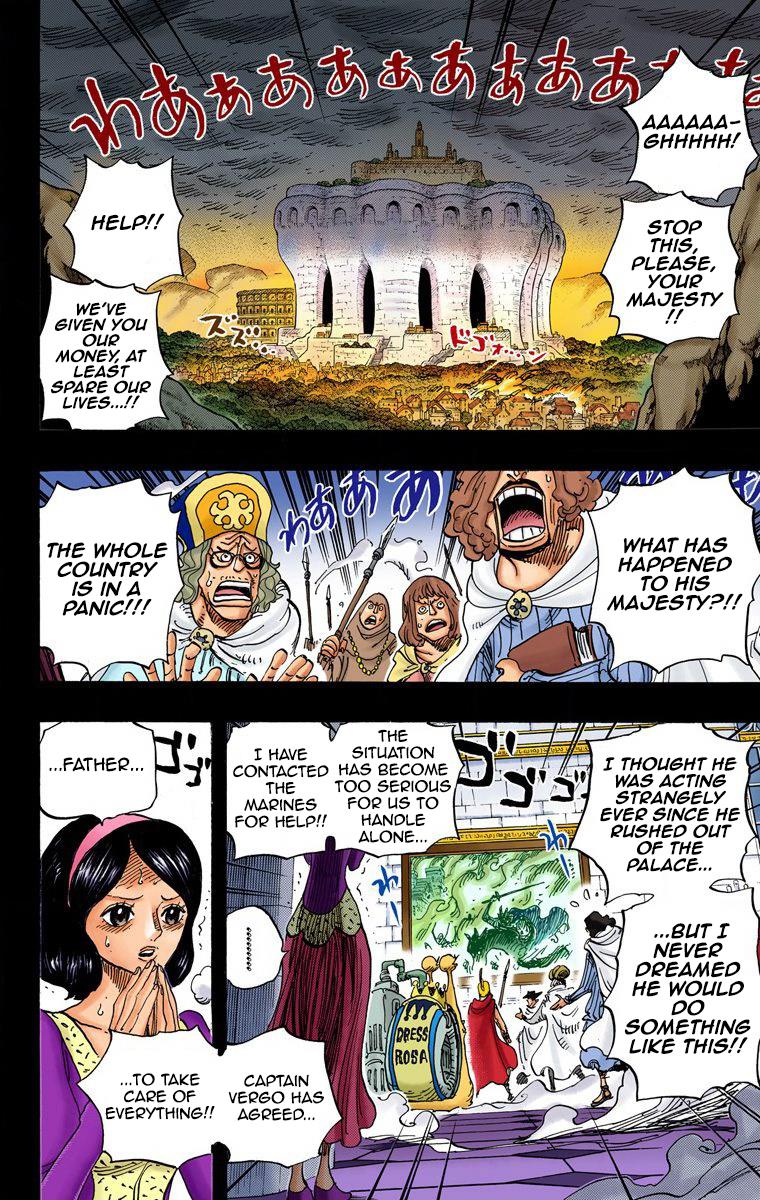 わあぁああぁああああぁ
AAAAAA-
GHHHHH!
STOP
THIS,
PLEASE,
YOUR
MAJESTY
!!
HELP!!
WE'VE
GIVEN YOU
OUR
MONEY, AT
LEAST
SPARE OUR
LIVES...!!
ドゴォ...ン
ズズ...
WHAT HAS
HAPPENED
TO HIS
MAJESTY?!!
わぁああ
THE WHOLE
COUNTRY
IS IN A
PANIC!!!
I THOUGHT HE
WAS ACTING
STRANGELY
EVER SINCE HE
RUSHED OUT
OF THE
PALACE...
...BUT I
NEVER
DREAMED
HE WOULD
DO
SOMETHING
LIKE THIS!!
ゴゴゴ
THE
SITUATION
HAS BECOME
TOO SERIOUS
FOR US TO
HANDLE
ALONE...
I HAVE
CONTACTED
THE
MARINES
FOR HELP!!
わぁ
DRESS
ROSA
CAPTAIN
VERGO HAS
AGREED...
ゴゴ
...FATHER...
...TO TAKE
CARE OF
EVERYTHING!!